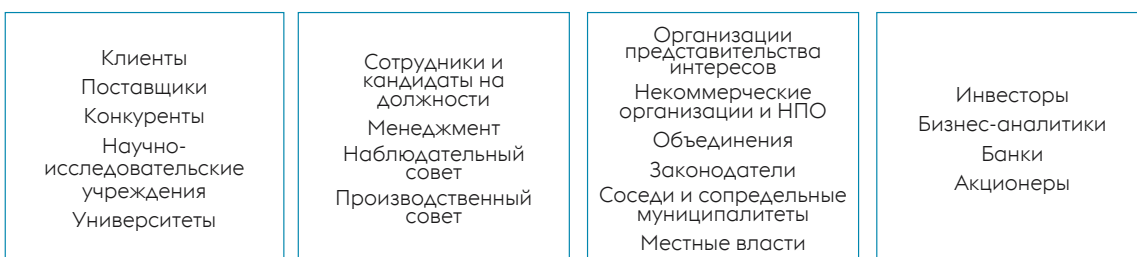 Клиенты
Поставщики
Конкуренты
Научно-
исследовательские
учреждения
Университеты
Сотрудники и
кандидаты на
должности
Менеджмент
Наблюдательный
совет
Производственный
совет
Организации
представительства
интересов
Некоммерческие
организации и НПО
Объединения
Законодатели
Соседи и сопредельные
муниципалитеты
Местные власти
Инвесторы
Бизнес-аналитики
Банки
Акционеры